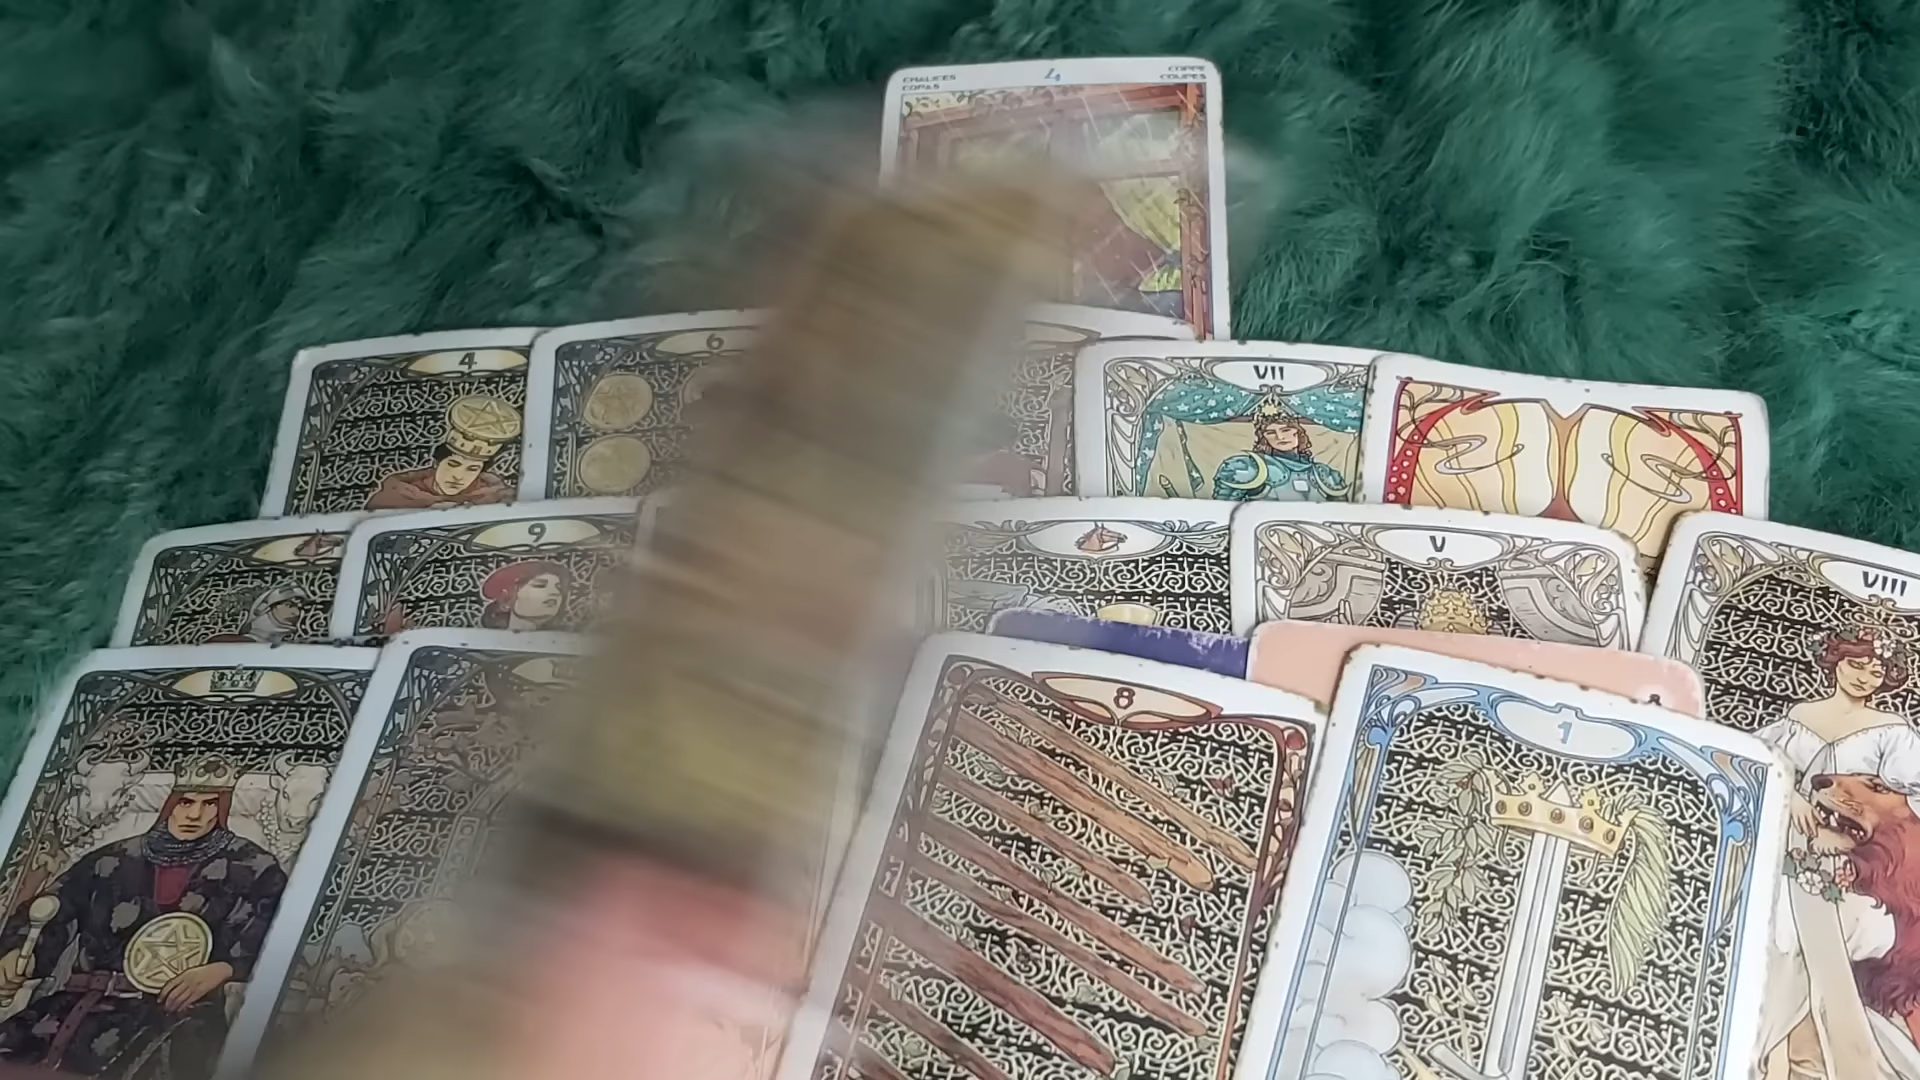 CHALICES 4 COPPE
COPAS COUPES
4 6 VII
9 V VIII
8 1